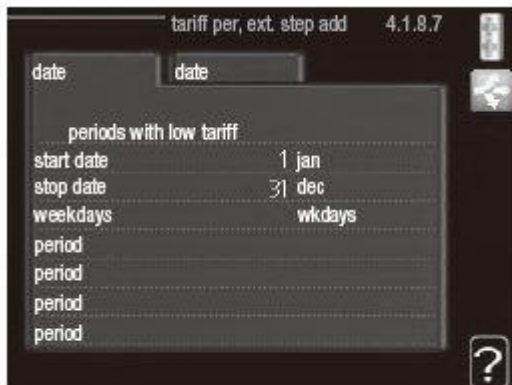 tariff per, ext. step add 4.1.8.7
date date
periods with low tariff
start date 1 jan
stop date 31 dec
weekdays wkdays
period
period
period
period
?